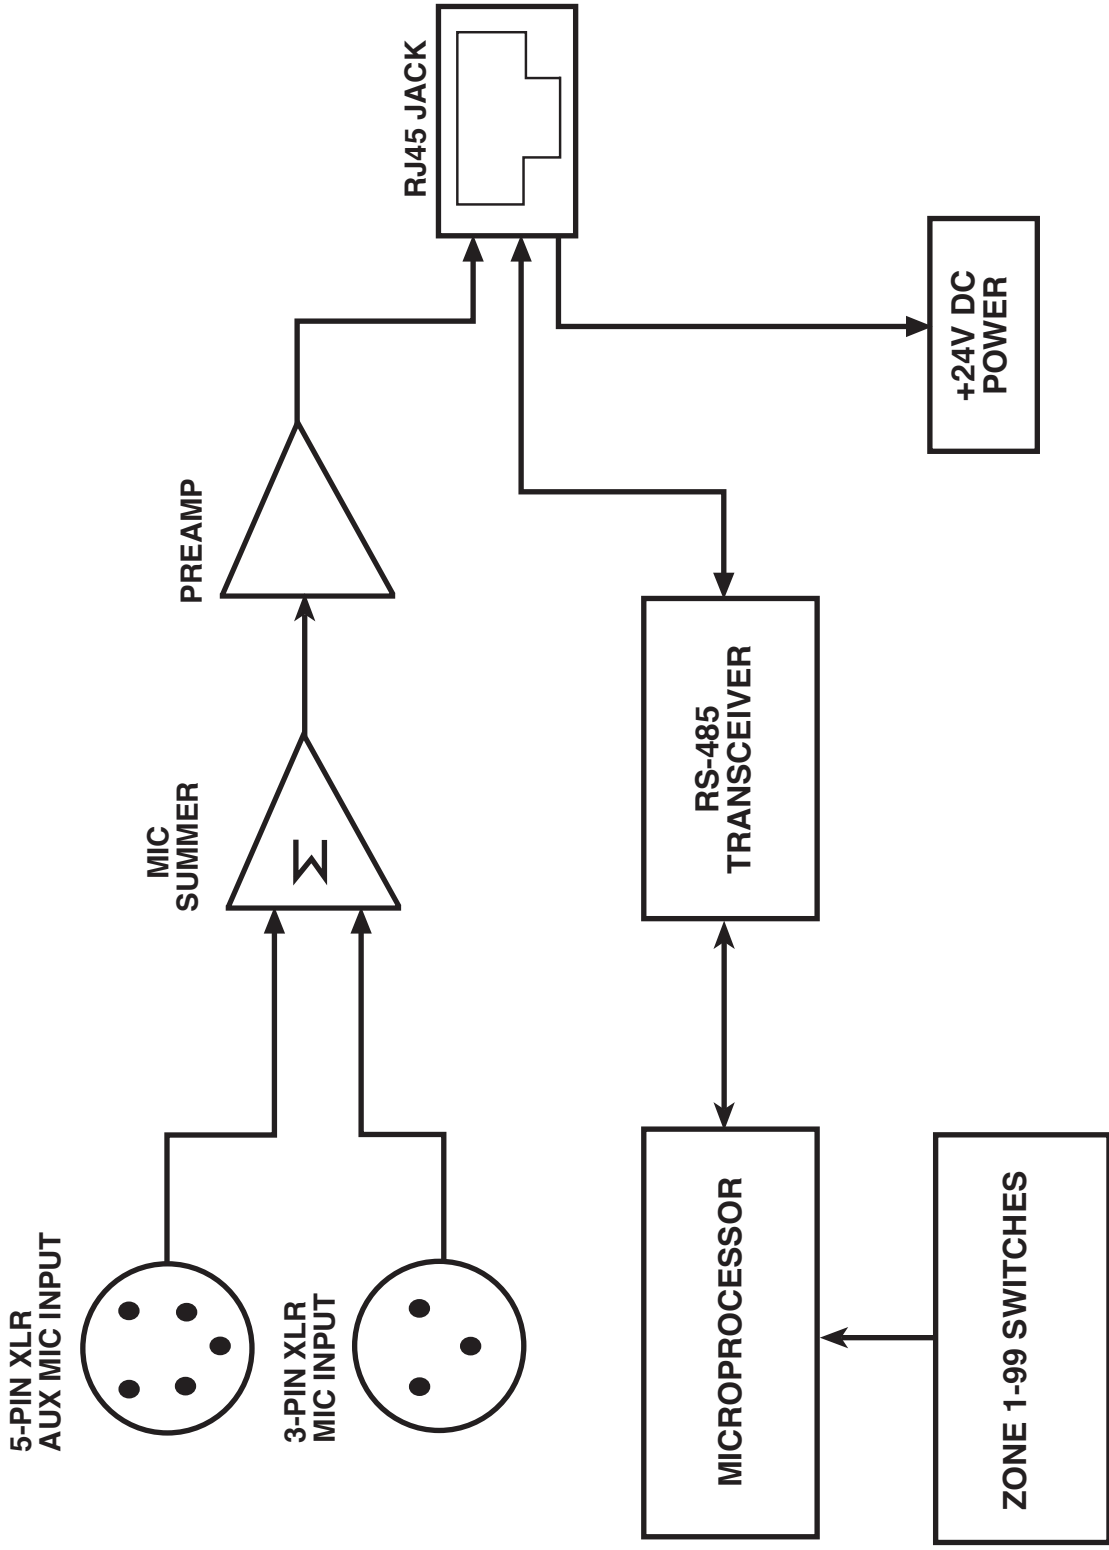 5-PIN XLR
AUX MIC INPUT
3-PIN XLR
MIC INPUT
MIC
SUMMER
Σ
PREAMP
RJ45 JACK
MICROPROCESSOR
RS-485
TRANSCEIVER
+24V DC
POWER
ZONE 1-99 SWITCHES